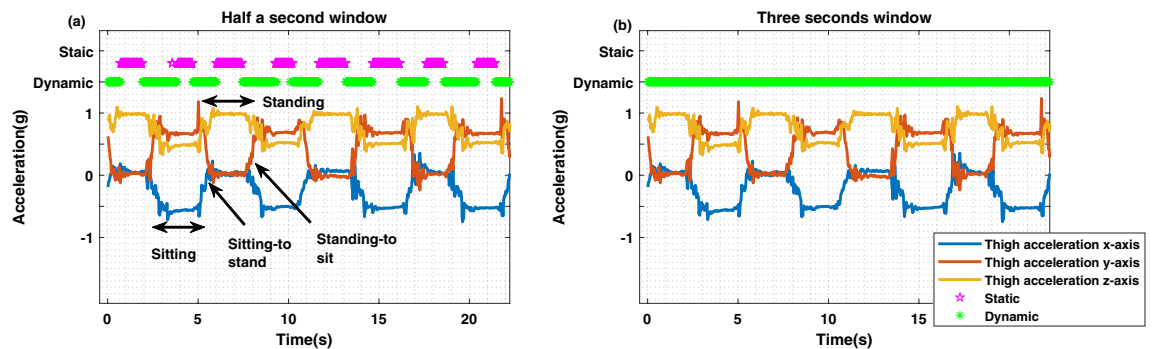 (a)
Half a second window
Staic
Dynamic
1
0
-1
Acceleration(g)
Standing
Sitting
Sitting-to
stand
Standing-to
sit
0
5
10
15
20
Time(s)
(b)
Three seconds window
Staic
Dynamic
1
0
-1
Acceleration(g)
0
5
10
15
20
Time(s)
Thigh acceleration x-axis
Thigh acceleration y-axis
Thigh acceleration z-axis
Static
Dynamic